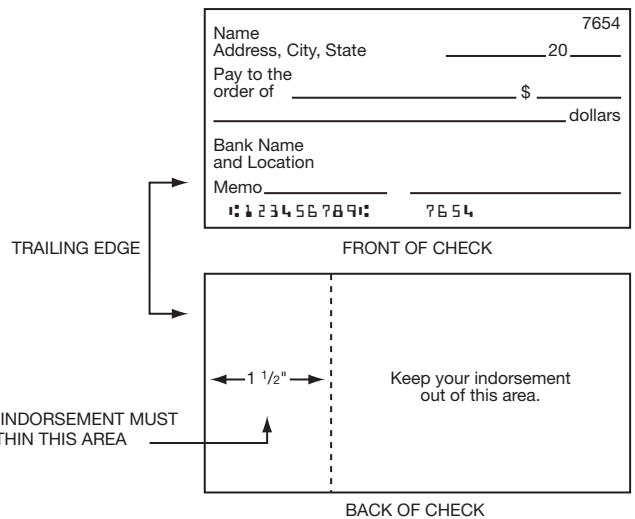 7654
Name
Address, City, State 20
Pay to the
order of $
dollars
Bank Name
and Location
Memo
⑆123456789⑆ 7654
TRAILING EDGE
FRONT OF CHECK
1 1/2"
Keep your indorsement
out of this area.
INDORSEMENT MUST
THIN THIS AREA
BACK OF CHECK